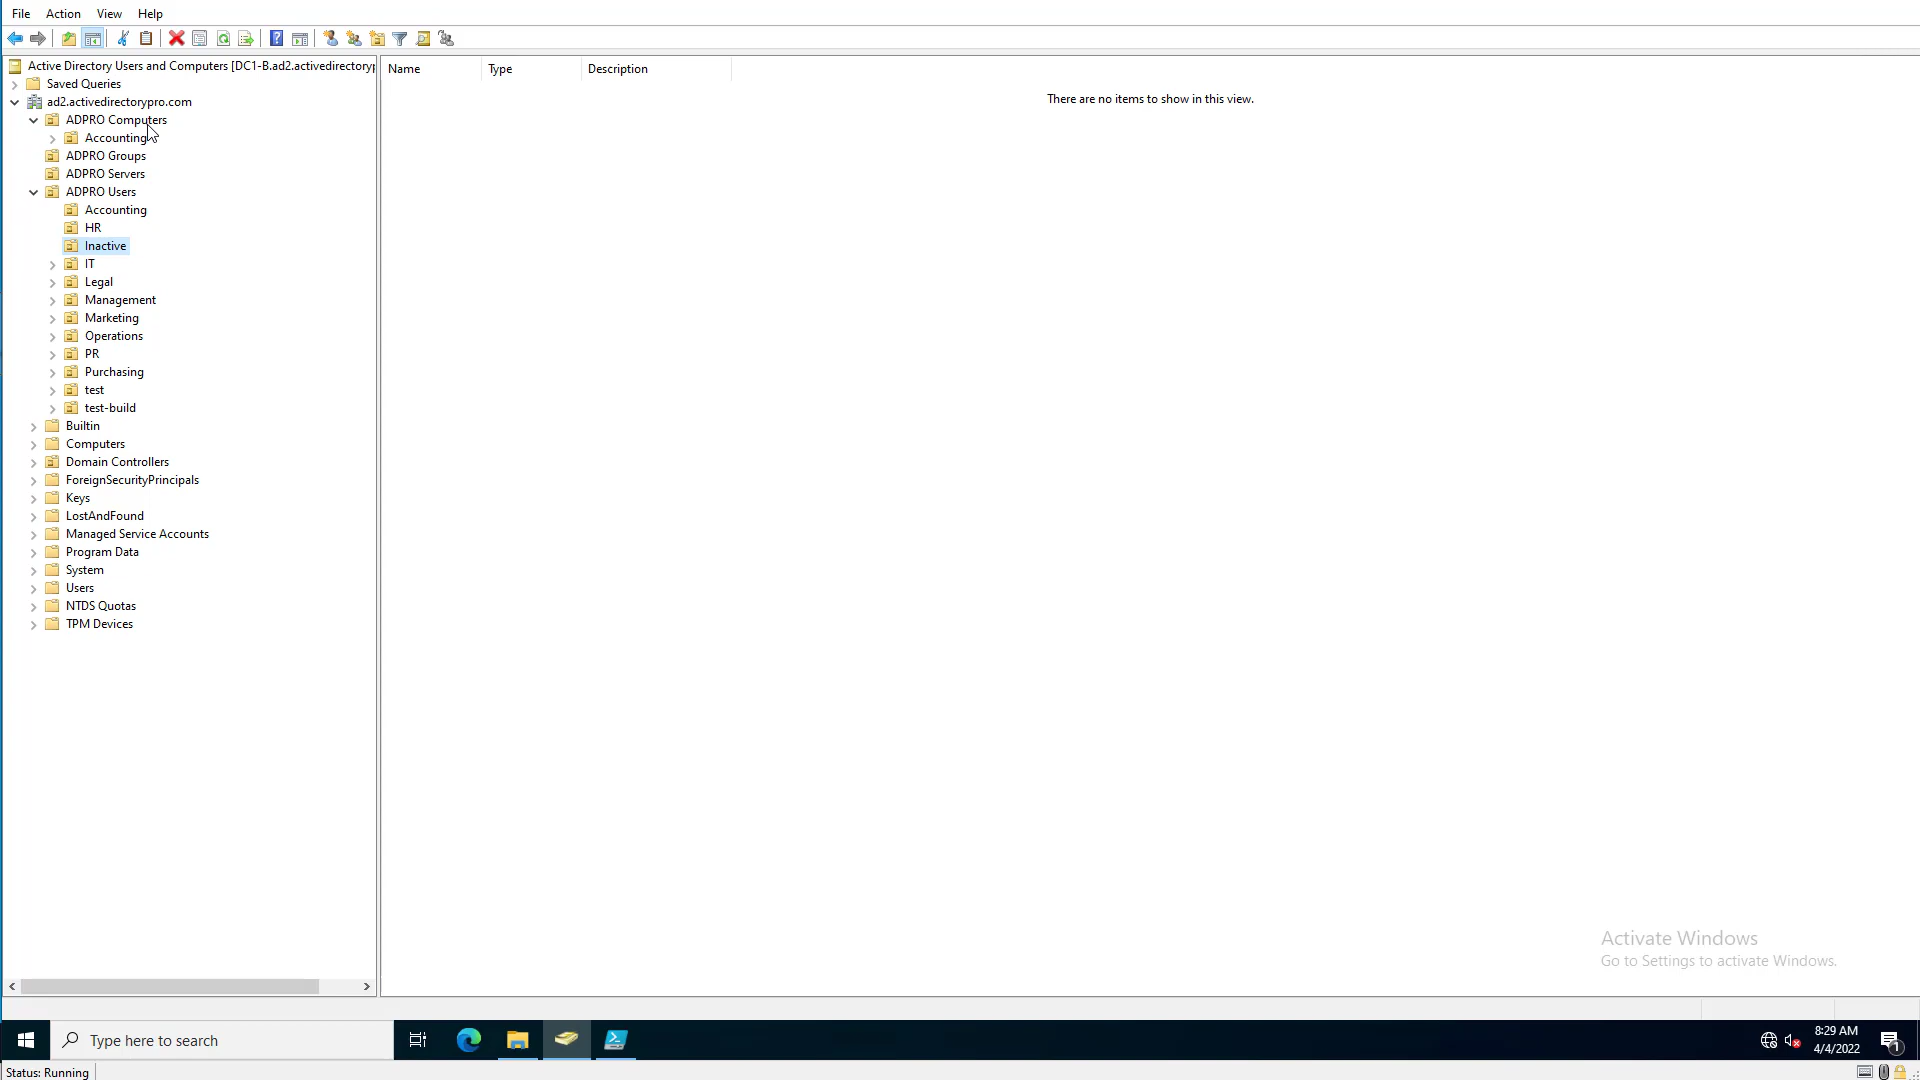 File Action View Help
Active Directory Users and Computers [DC1-B.ad2.activedirectoryp
Saved Queries
ad2.activedirectorypro.com
ADPRO Computers
Accounting
ADPRO Groups
ADPRO Servers
ADPRO Users
Accounting
HR
Inactive
IT
Legal
Management
Marketing
Operations
PR
Purchasing
test
test-build
Builtin
Computers
Domain Controllers
ForeignSecurityPrincipals
Keys
LostAndFound
Managed Service Accounts
Program Data
System
Users
NTDS Quotas
TPM Devices
Name Type Description
There are no items to show in this view.
Activate Windows
Go to Settings to activate Windows.
Type here to search
8:29 AM
4/4/2022
1
Status: Running